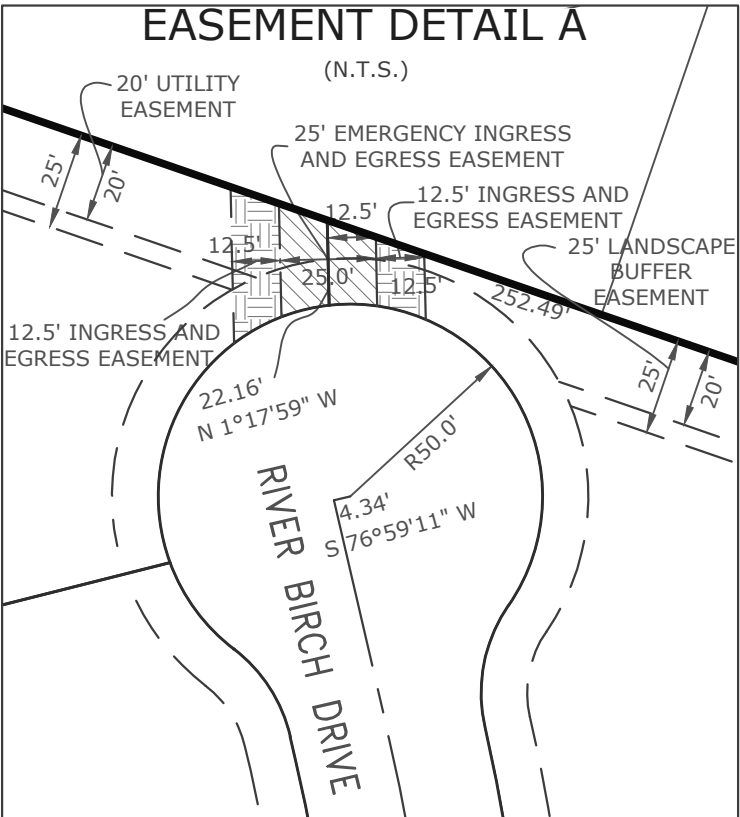 EASEMENT DETAIL A
(N.T.S.)
20' UTILITY
EASEMENT
25' EMERGENCY INGRESS
AND EGRESS EASEMENT
25'
20'
12.5' INGRESS AND
EGRESS EASEMENT
12.5'
12.5'
25.0'
12.5'
25' LANDSCAPE
BUFFER
EASEMENT
252.49'
12.5' INGRESS AND
EGRESS EASEMENT
25'
20'
22.16'
N 1°17'59" W
R50.0'
4.34'
S 76°59'11" W
RIVER BIRCH DRIVE